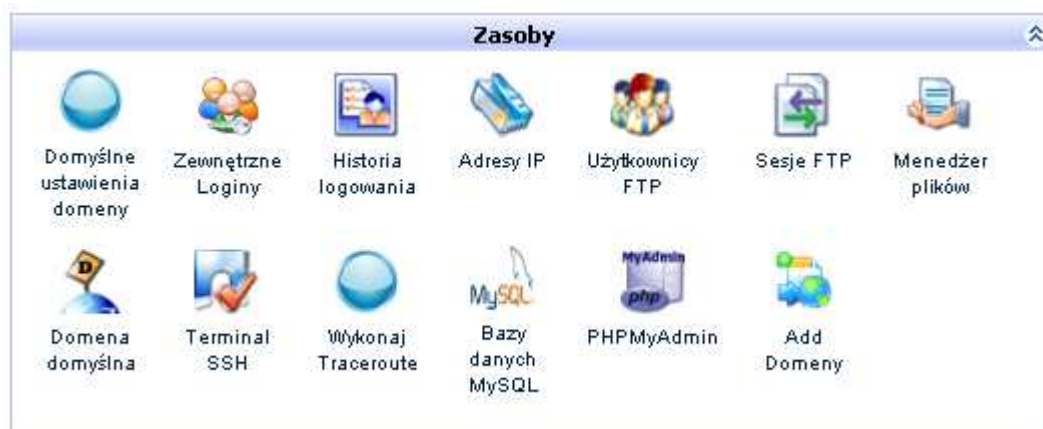 Zasoby
Domyślne ustawienia domeny
Zewnętrzne Loginy
Historia logowania
Adresy IP
Użytkownicy FTP
Sesje FTP
Menedżer plików
D
Domena domyślna
Terminal SSH
Wykonaj Traceroute
MySQL
Bazy danych MySQL
MyAdmin
php
PHPMyAdmin
Add Domeny